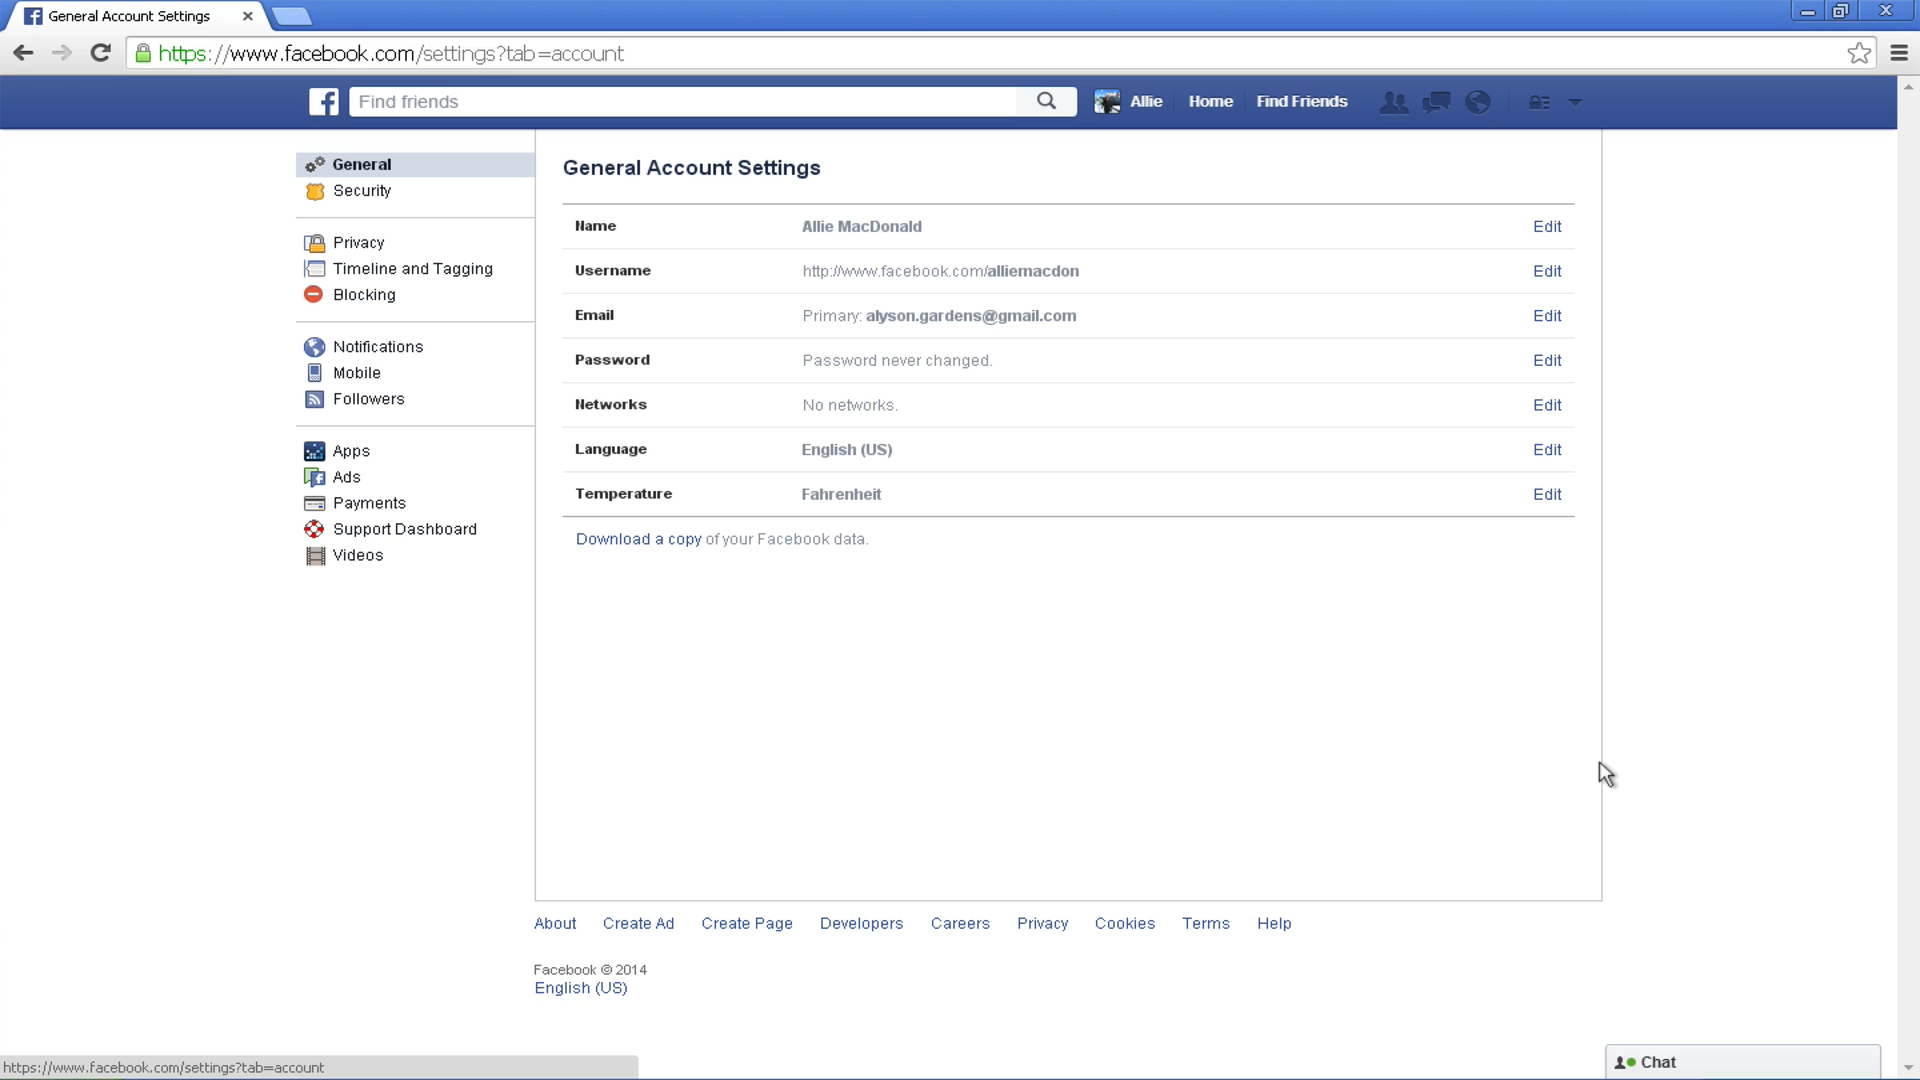 General Account Settings
https://www.facebook.com/settings?tab=account
Find friends
Allie
Home
Find Friends
General
Security
Privacy
Timeline and Tagging
Blocking
Notifications
Mobile
Followers
Apps
Ads
Payments
Support Dashboard
Videos
General Account Settings
Name Allie MacDonald Edit
Username http://www.facebook.com/alliemacdon Edit
Email Primary: alyson.gardens@gmail.com Edit
Password Password never changed. Edit
Networks No networks. Edit
Language English (US) Edit
Temperature Fahrenheit Edit
Download a copy of your Facebook data.
About Create Ad Create Page Developers Careers Privacy Cookies Terms Help
Facebook © 2014
English (US)
https://www.facebook.com/settings?tab=account
Chat